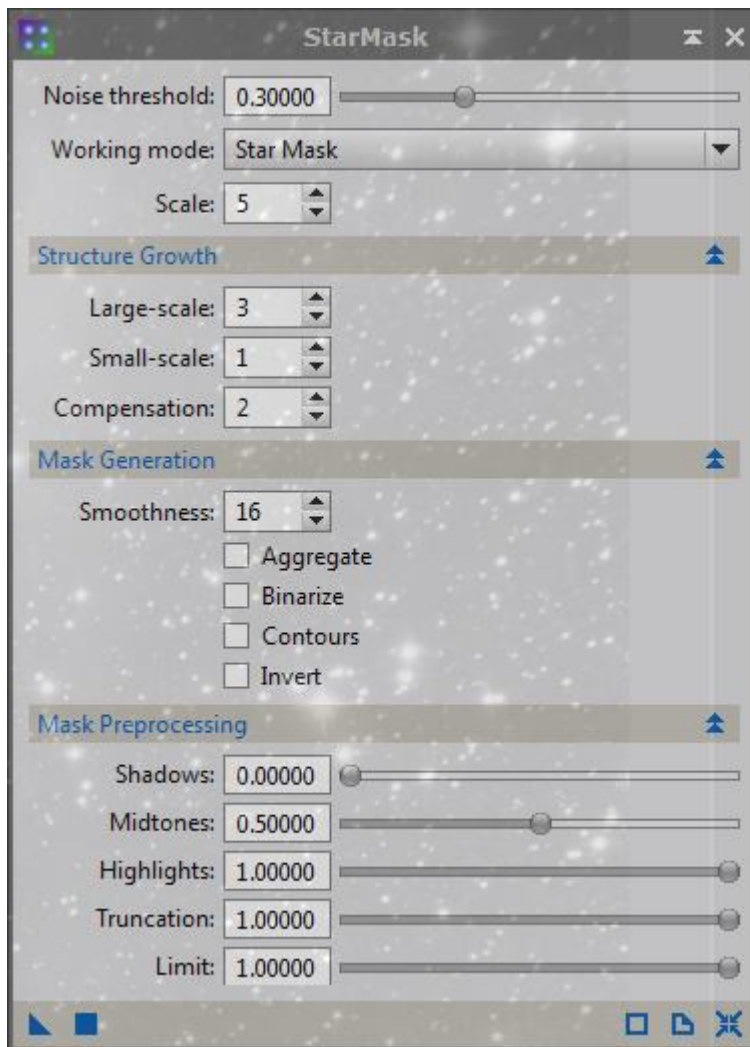 StarMask
Noise threshold: 0.30000
Working mode: Star Mask
Scale: 5
Structure Growth
Large-scale: 3
Small-scale: 1
Compensation: 2
Mask Generation
Smoothness: 16
Aggregate
Binarize
Contours
Invert
Mask Preprocessing
Shadows: 0.00000
Midtones: 0.50000
Highlights: 1.00000
Truncation: 1.00000
Limit: 1.00000